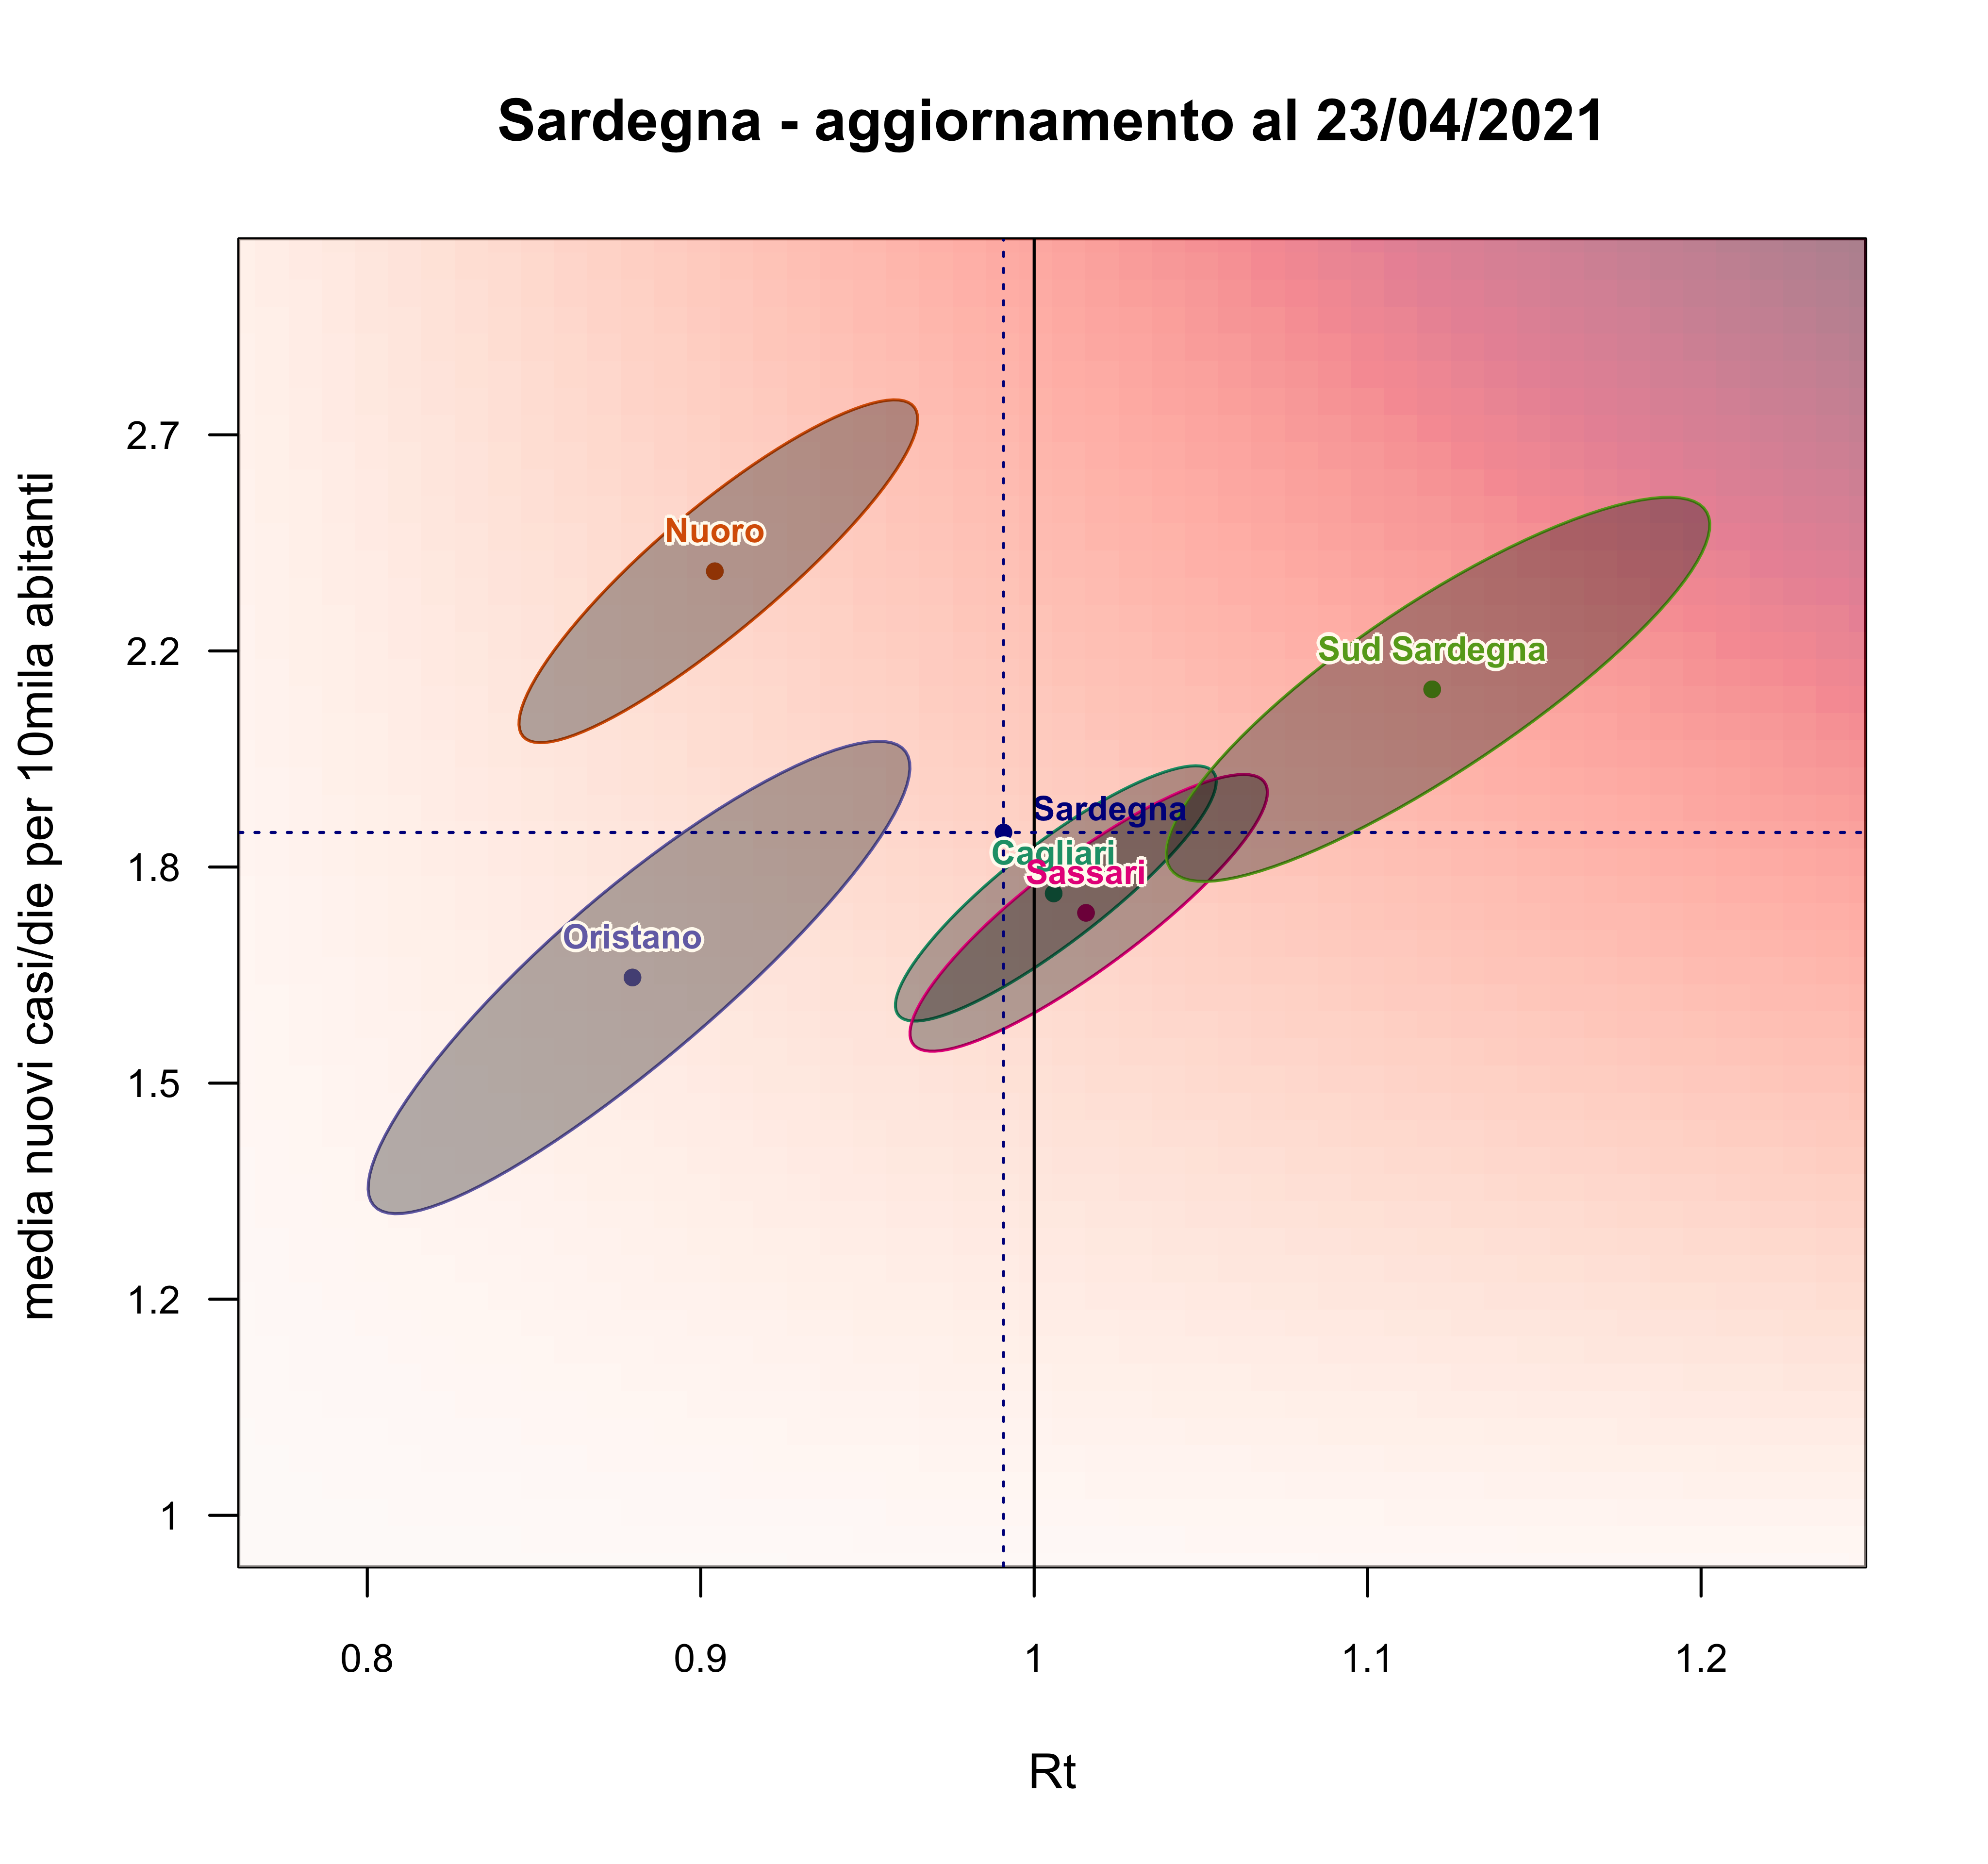 Sardegna - aggiornamento al 23/04/2021
media nuovi casi/die per 10mila abitanti
2.7
2.2
1.8
1.5
1.2
1
Nuoro
Sud Sardegna
Sardegna
Cagliari
Sassari
Oristano
0.8
0.9
1
1.1
1.2
Rt